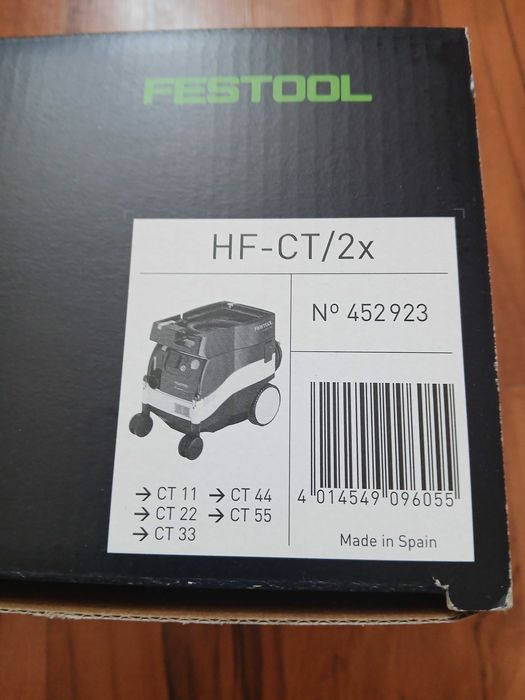 FESTOOL
HF-CT/2x
Nº 452923
FESTOOL
→ CT 11 → CT 44
→ CT 22 → CT 55
→ CT 33
4 014549 096055
Made in Spain